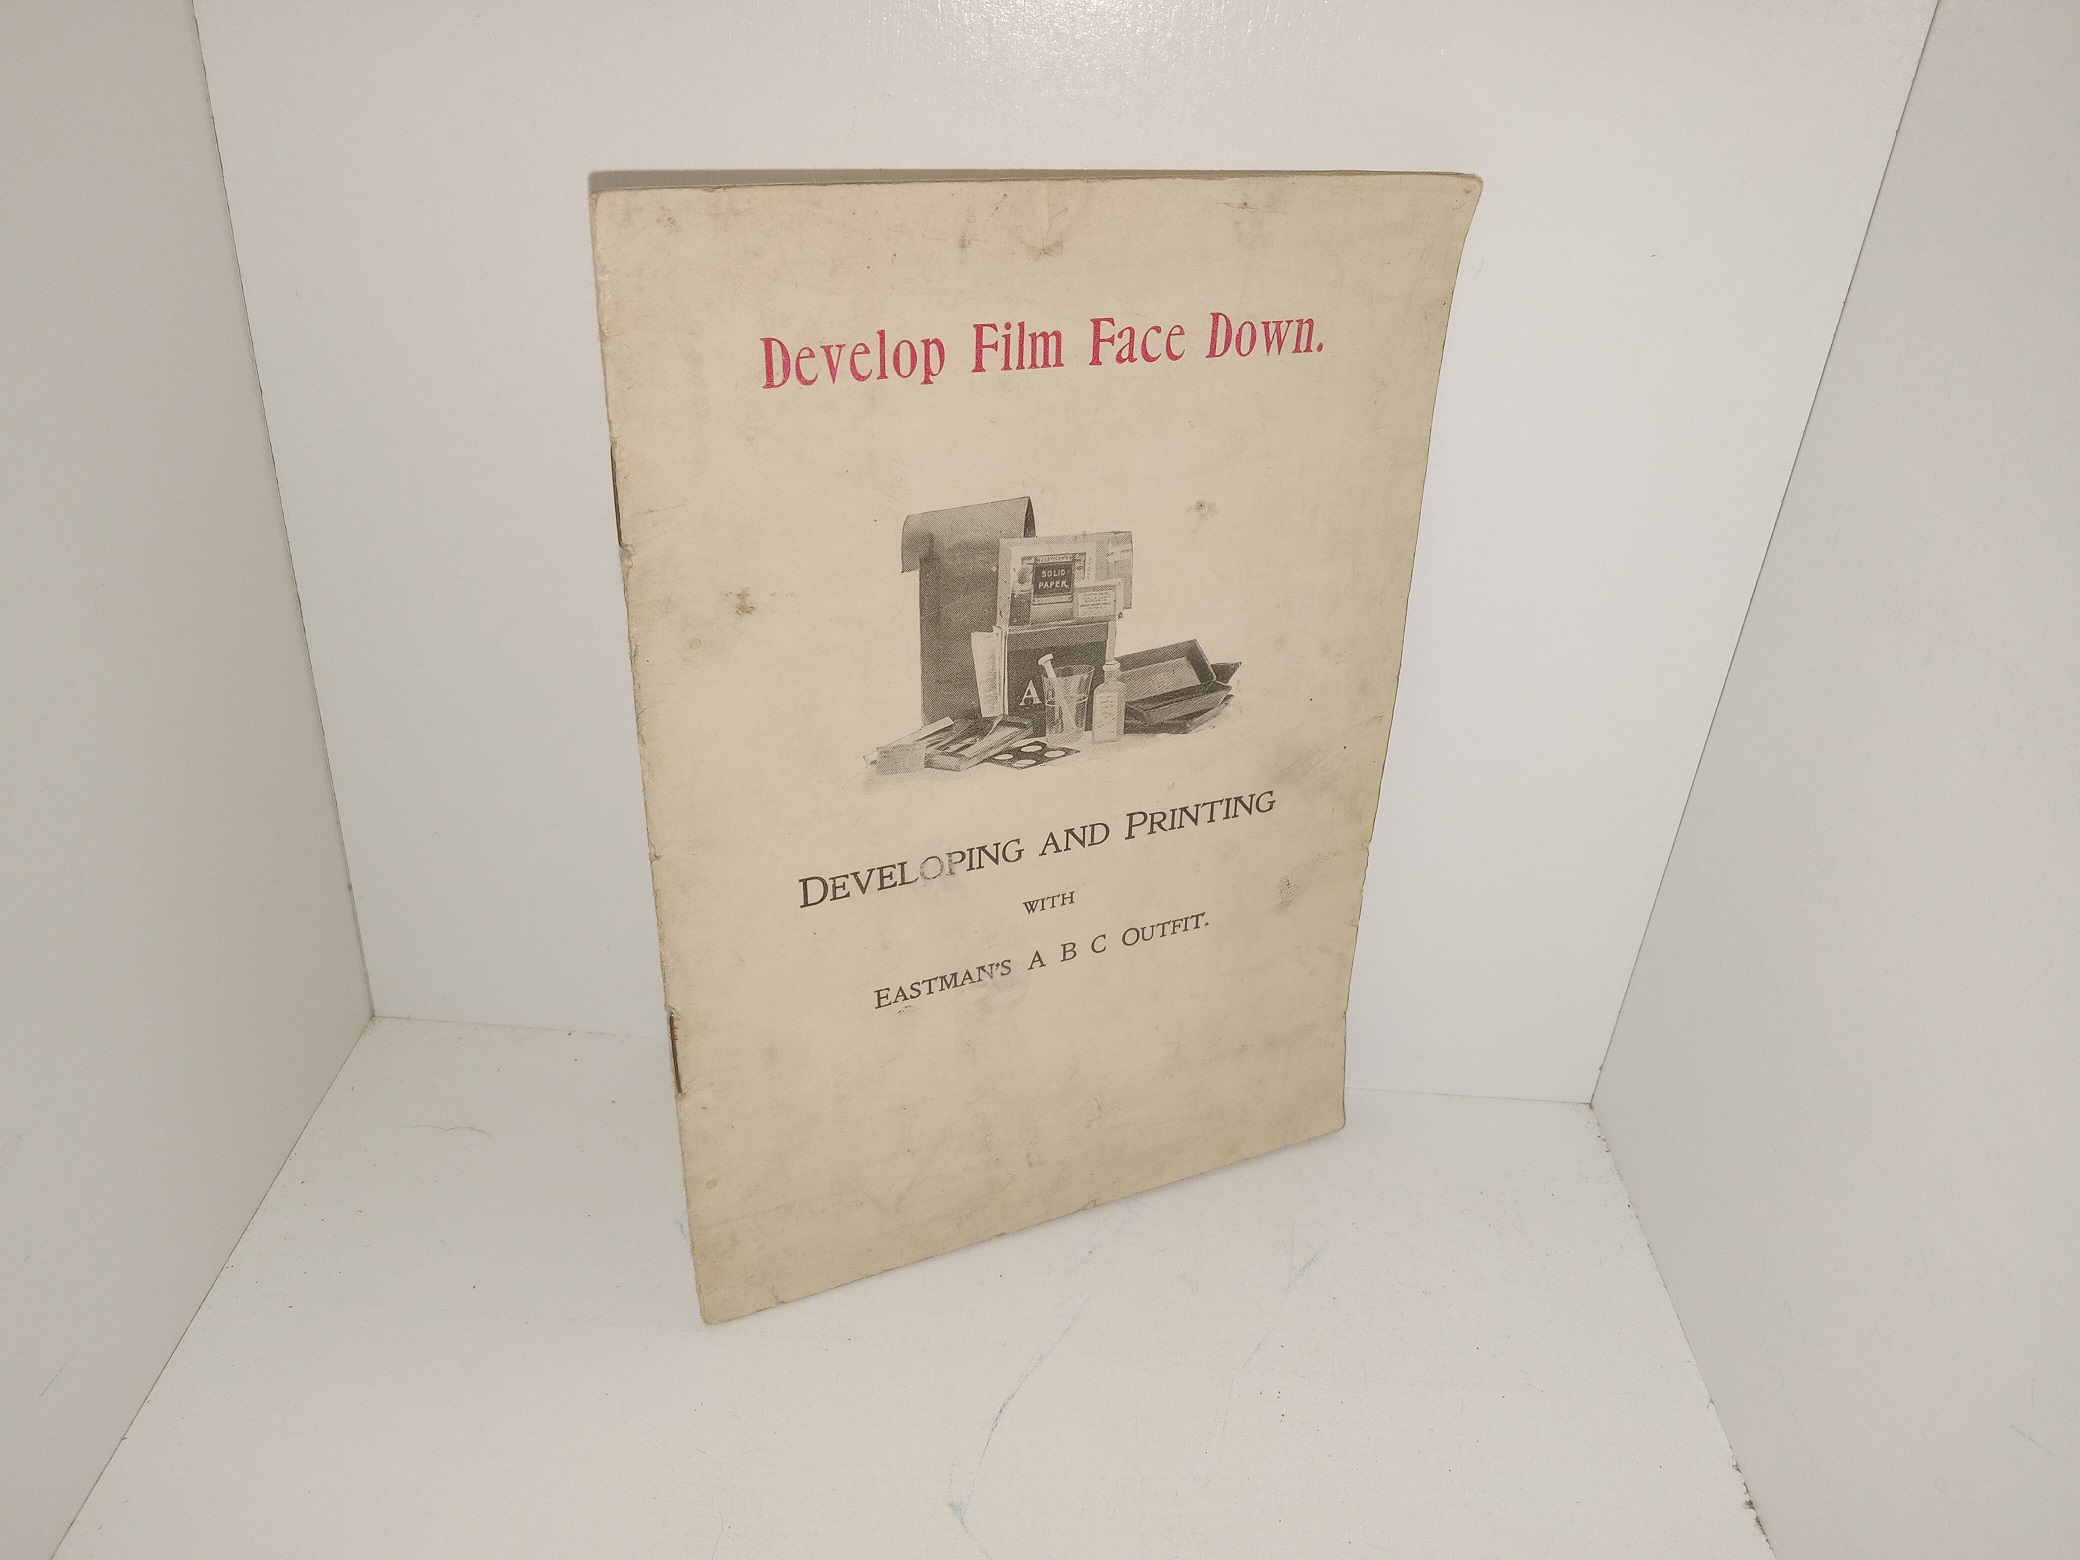 Develop Film Face Down.
SOLIO
PAPER
A
DEVELOPING AND PRINTING
WITH
EASTMAN'S A B C OUTFIT.